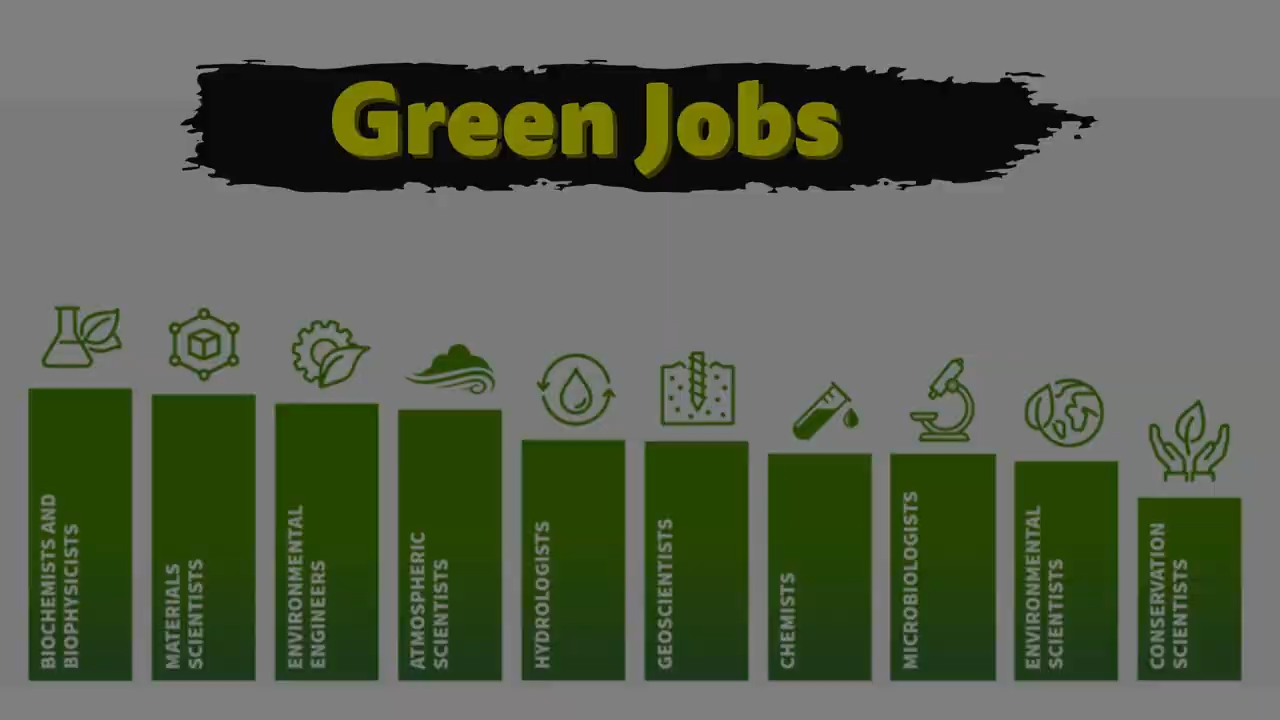 Green Jobs
BIOCHEMISTS AND
BIOPHYSICISTS
MATERIALS
SCIENTISTS
ENVIRONMENTAL
ENGINEERS
ATMOSPHERIC
SCIENTISTS
HYDROLOGISTS
GEOSCIENTISTS
CHEMISTS
MICROBIOLOGISTS
ENVIRONMENTAL
SCIENTISTS
CONSERVATION
SCIENTISTS